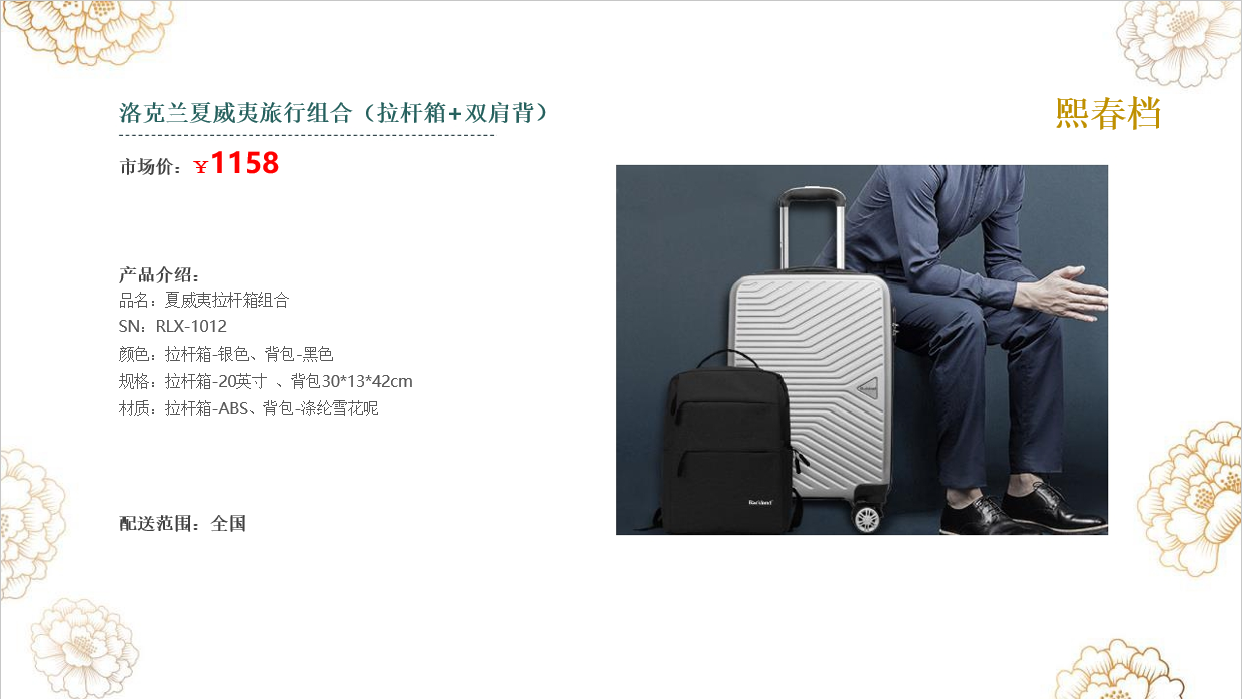 洛克兰夏威夷旅行组合（拉杆箱+双肩背）
熙春档
市场价：￥1158
产品介绍：
品名：夏威夷拉杆箱组合
SN：RLX-1012
颜色：拉杆箱-银色、背包-黑色
规格：拉杆箱-20英寸 、背包30*13*42cm
材质：拉杆箱-ABS、背包-涤纶雪花呢
配送范围：全国